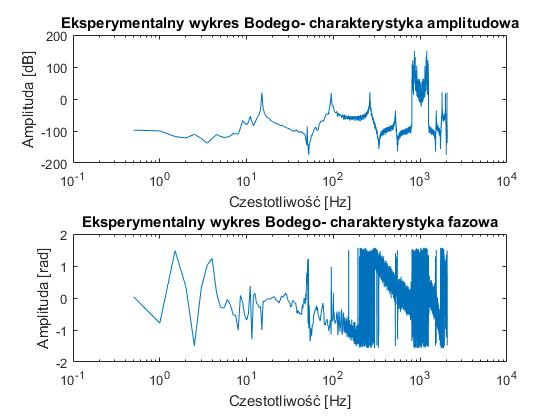 Eksperymentalny wykres Bodego- charakterystyka amplitudowa
Amplituda [dB]
200
100
0
-100
-200
10^-1 10^0 10^1 10^2 10^3 10^4
Czestotliwość [Hz]
Eksperymentalny wykres Bodego- charakterystyka fazowa
Amplituda [rad]
2
1
0
-1
-2
10^-1 10^0 10^1 10^2 10^3 10^4
Czestotliwość [Hz]